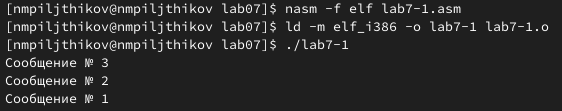 [nmpiljthikov@nmpiljthikov lab07]$ nasm -f elf lab7-1.asm
[nmpiljthikov@nmpiljthikov lab07]$ ld -m elf_i386 -o lab7-1 lab7-1.o
[nmpiljthikov@nmpiljthikov lab07]$ ./lab7-1
Сообщение № 3
Сообщение № 2
Сообщение № 1